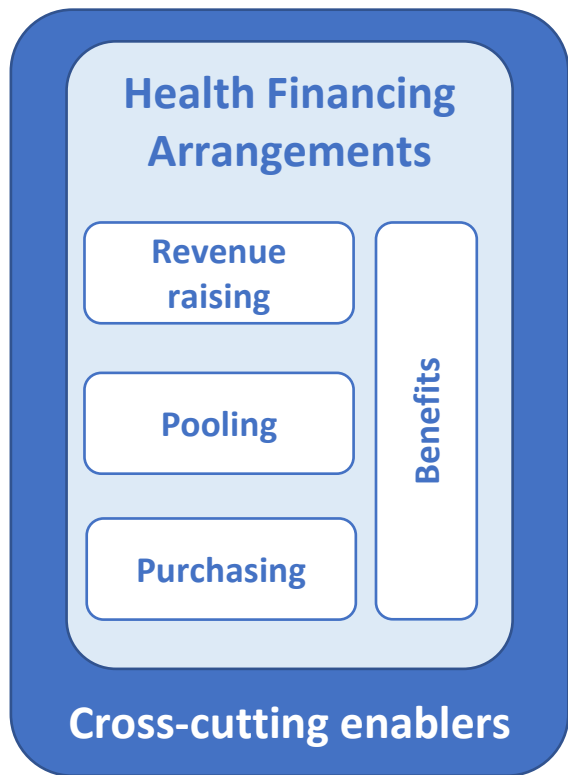 Health Financing
Arrangements
Revenue
raising
Pooling
Purchasing
Benefits
Cross-cutting enablers